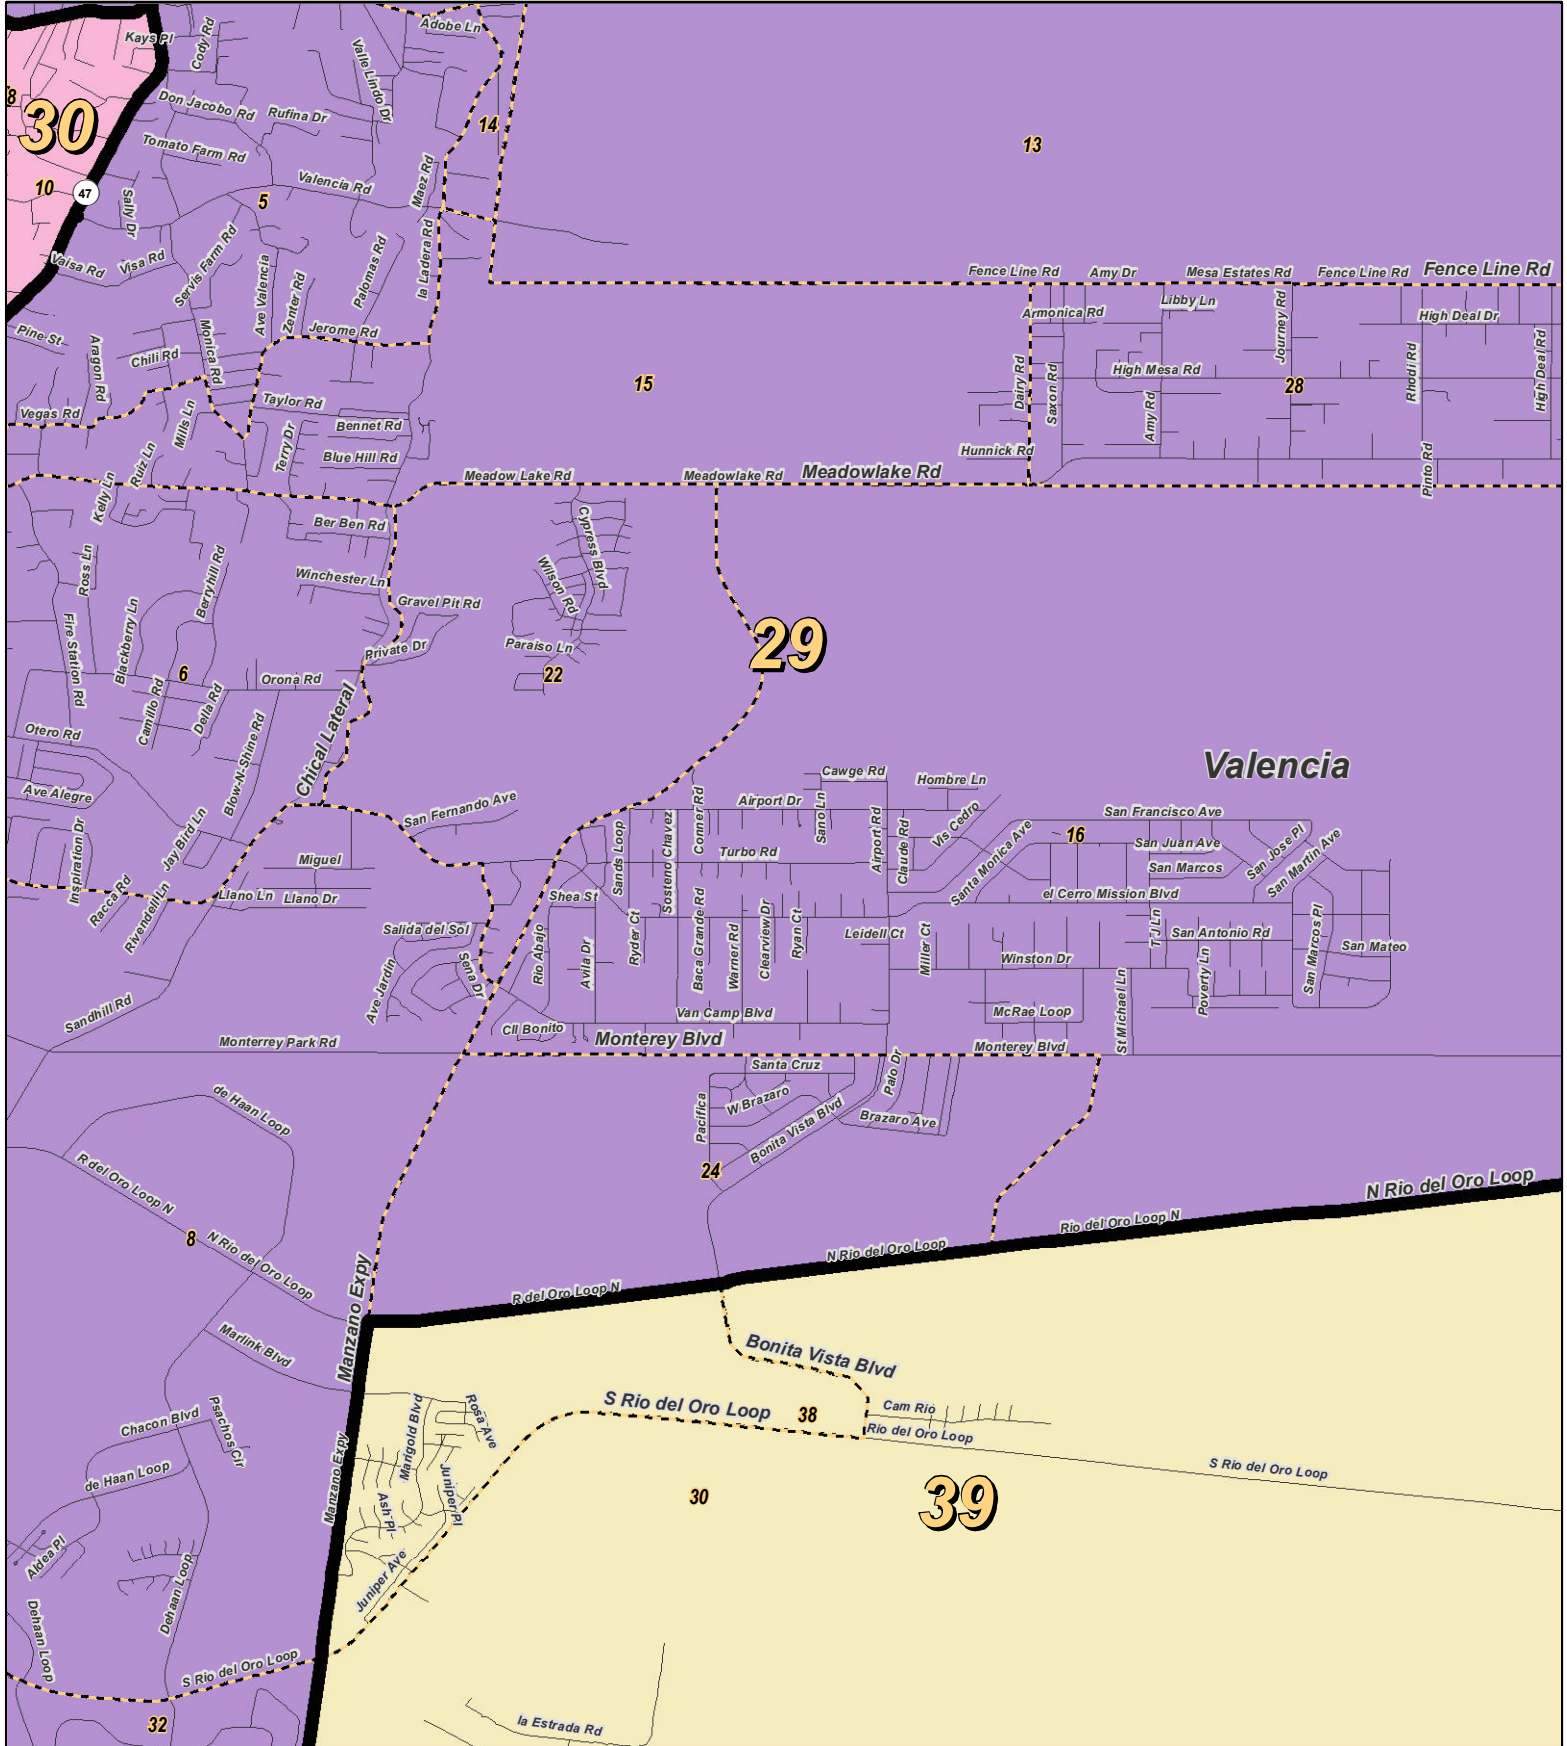 Kays Pl
Cody Rd
Valle Lindo Dr
Adobe Ln
8
30
Don Jacobo Rd
Rufina Dr
14
13
Tomato Farm Rd
10
47
Sally Dr
5
Valencia Rd
Maez Rd
Vaisa Rd
Visa Rd
Servis Farm Rd
Ave Valencia
Zenter Rd
Palomas Rd
la Ladera Rd
Fence Line Rd
Amy Dr
Mesa Estates Rd
Fence Line Rd
Fence Line Rd
Armonica Rd
Libby Ln
Journey Rd
High Deal Dr
Pine St
Aragon Rd
Chili Rd
Monica Rd
Jerome Rd
15
Dairy Rd
Saxon Rd
High Mesa Rd
28
Rhodi Rd
High Deal Rd
Vegas Rd
Mills Ln
Taylor Rd
Bennet Rd
Terry Dr
Amy Rd
Ruiz Ln
Blue Hill Rd
Hunnick Rd
Kelly Ln
Meadow Lake Rd
Meadowlake Rd
Meadowlake Rd
Pinto Rd
Ber Ben Rd
Cypress Blvd
Ross Ln
Berryhill Rd
Winchester Ln
Wilson Rd
Gravel Pit Rd
Fire Station Rd
Blackberry Ln
Private Dr
Paraiso Ln
29
6
22
Orona Rd
Camillo Rd
Della Rd
Blow-N-Shine Rd
Chical Lateral
Otero Rd
Valencia
Ave Alegre
Jay Bird Ln
San Fernando Ave
Conner Rd
Airport Dr
Cawge Rd
Sano Ln
Hombre Ln
Vis Cedro
San Francisco Ave
Inspiration Dr
Miguel
Sands Loop
Sosteno Chavez
Turbo Rd
Airport Rd
Claude Rd
Santa Monica Ave
16
San Juan Ave
San Jose Pl
San Martin Ave
San Marcos
Racca Rd
Rivendell Ln
Llano Ln
Llano Dr
Shea St
el Cerro Mission Blvd
Salida del Sol
Rio Abajo
Avila Dr
Ryder Ct
Baca Grande Rd
Warner Rd
Clearview Dr
Ryan Ct
Leidell Ct
Miller Ct
T J Ln
San Antonio Rd
San Marcos Pl
San Mateo
Ave Jardin
Sena Dr
Winston Dr
Poverty Ln
Sandhill Rd
Cll Bonito
Van Camp Blvd
McRae Loop
St Michael Ln
Monterrey Park Rd
Monterey Blvd
Monterey Blvd
Santa Cruz
Palo Dr
de Haan Loop
Pacifica
W Brazaro
Bonita Vista Blvd
Brazaro Ave
R del Oro Loop N
24
8
N Rio del Oro Loop
N Rio del Oro Loop
Rio del Oro Loop N
N Rio del Oro Loop
R del Oro Loop N
Manzano Expy
Marlink Blvd
Bonita Vista Blvd
Chacon Blvd
Psachos Cir
Marigold Blvd
Rosa Ave
S Rio del Oro Loop
38
Cam Rio
Rio del Oro Loop
de Haan Loop
Manzano Expy
Juniper Pl
S Rio del Oro Loop
Ash Pl
30
39
Aldea Pl
Juniper Ave
Dehaan Loop
Dehaan Loop
S Rio del Oro Loop
32
la Estrada Rd